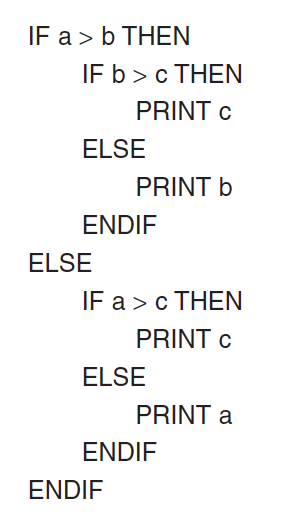 IF a > b THEN
IF b > c THEN
PRINT c
ELSE
PRINT b
ENDIF
ELSE
IF a > c THEN
PRINT c
ELSE
PRINT a
ENDIF
ENDIF